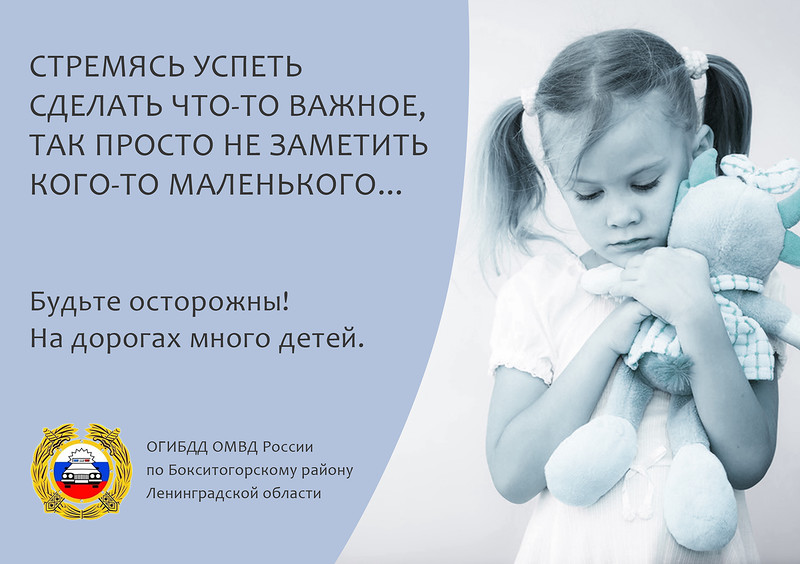 СТРЕМЯСЬ УСПЕТЬ
СДЕЛАТЬ ЧТО-ТО ВАЖНОЕ,
ТАК ПРОСТО НЕ ЗАМЕТИТЬ
КОГО-ТО МАЛЕНЬКОГО...
Будьте осторожны!
На дорогах много детей.
ОГИБДД ОМВД России
по Бокситогорскому району
Ленинградской области